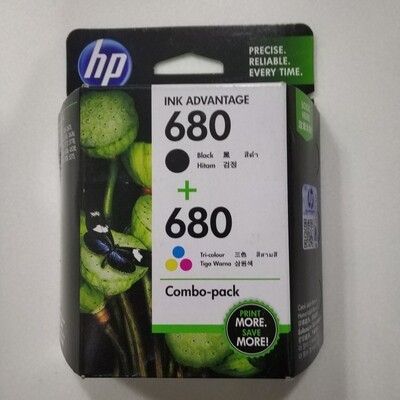 hp
PRECISE.
RELIABLE.
EVERY TIME.
INK ADVANTAGE
680
Black 黑 สีดำ
Hitam 검정
+
680
Tri-colour 三色 สีสามสี
Tiga Warna 삼원색
Combo-pack
PRINT
MORE.
SAVE
MORE!